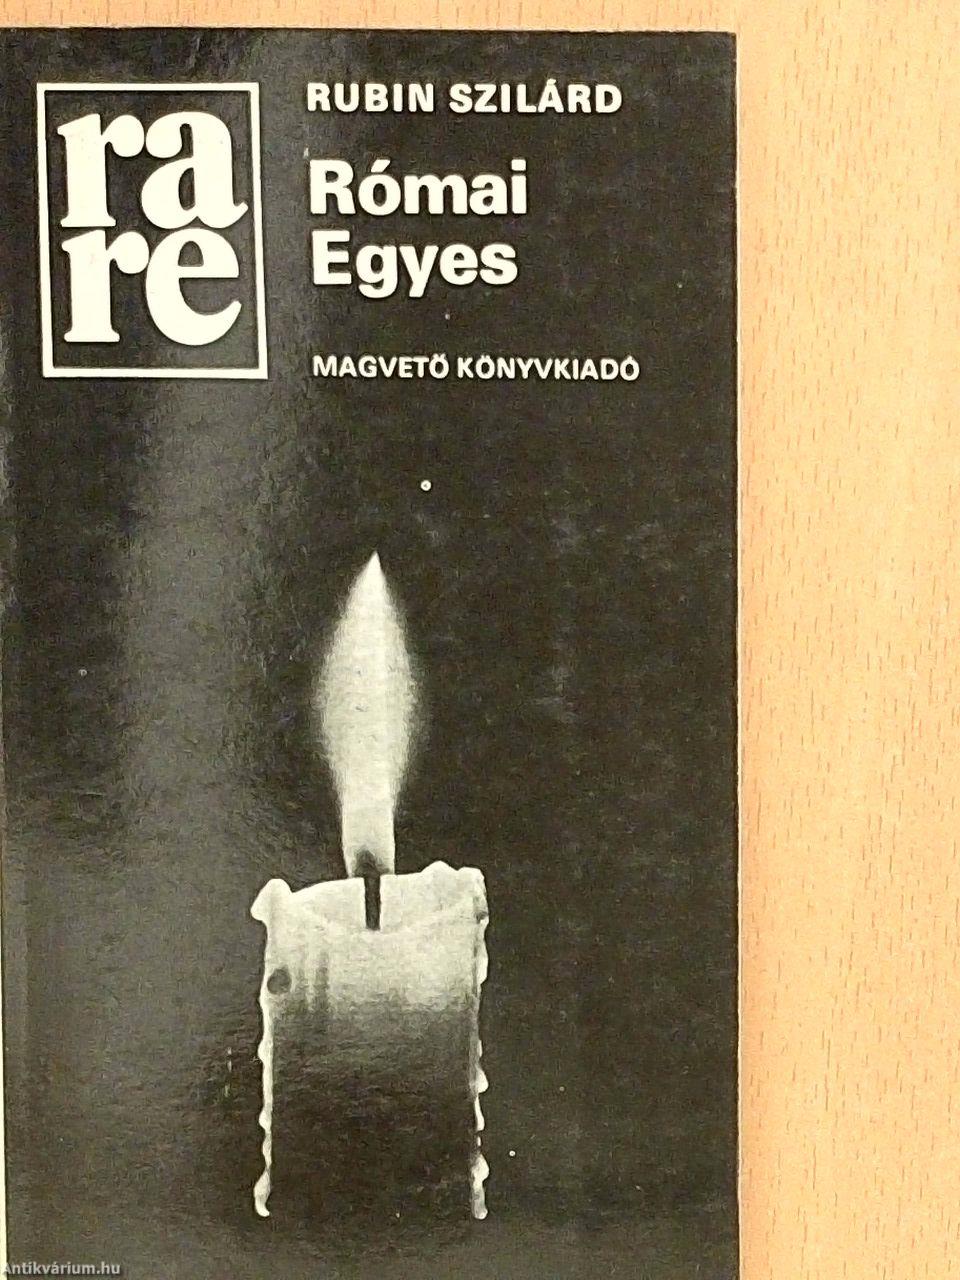 ra
re
RUBIN SZILÁRD
Római
Egyes
MAGVETŐ KÖNYVKIADÓ
Antikvárium.hu